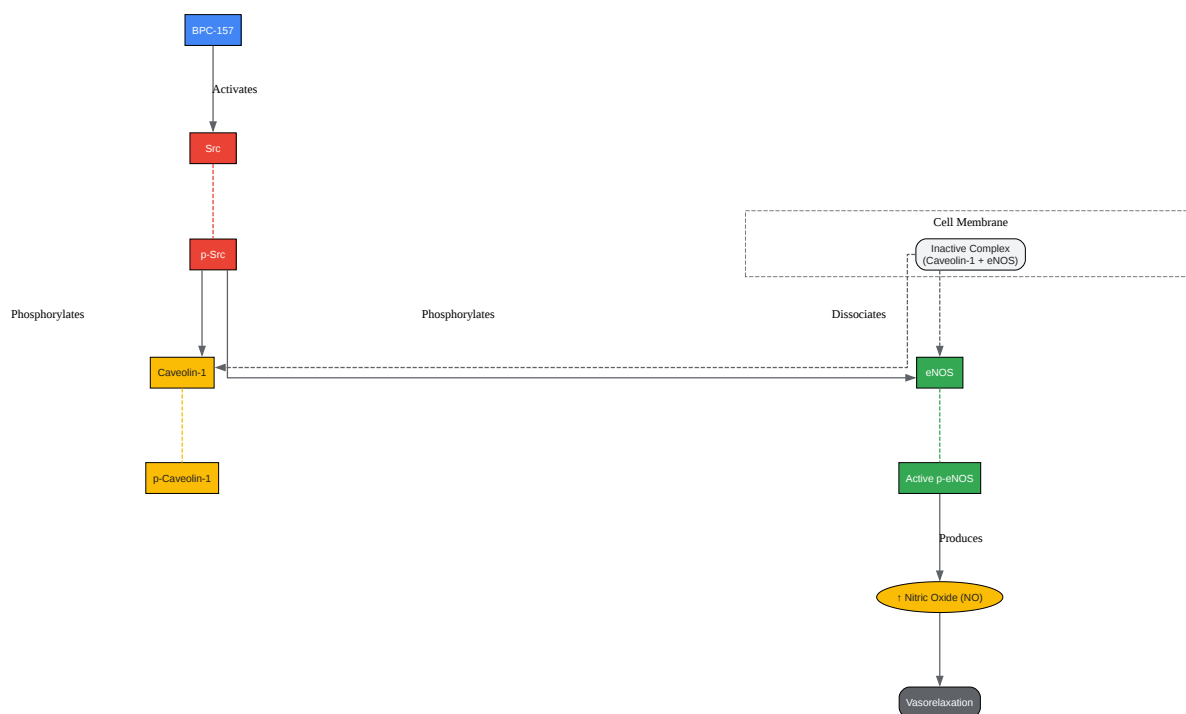 BPC-157
Activates
Src
Cell Membrane
p-Src
Inactive Complex
(Caveolin-1 + eNOS)
Phosphorylates
Phosphorylates
Dissociates
Caveolin-1
eNOS
p-Caveolin-1
Active p-eNOS
Produces
↑ Nitric Oxide (NO)
Vasorelaxation